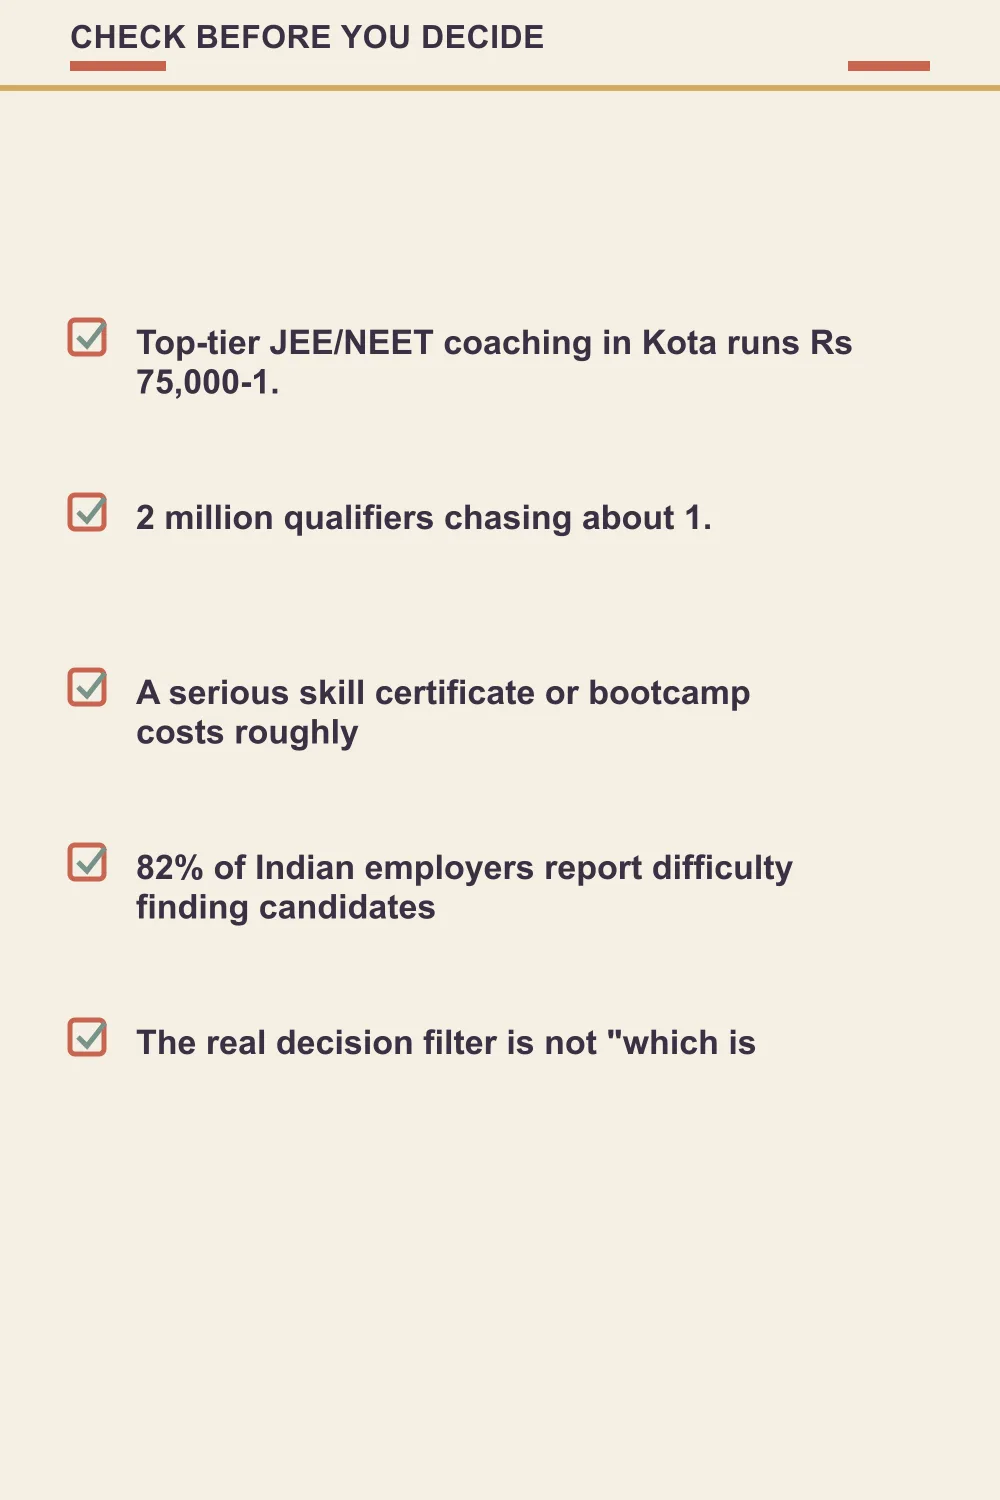 CHECK BEFORE YOU DECIDE
Top-tier JEE/NEET coaching in Kota runs Rs
75,000-1.
2 million qualifiers chasing about 1.
A serious skill certificate or bootcamp
costs roughly
82% of Indian employers report difficulty
finding candidates
The real decision filter is not "which is